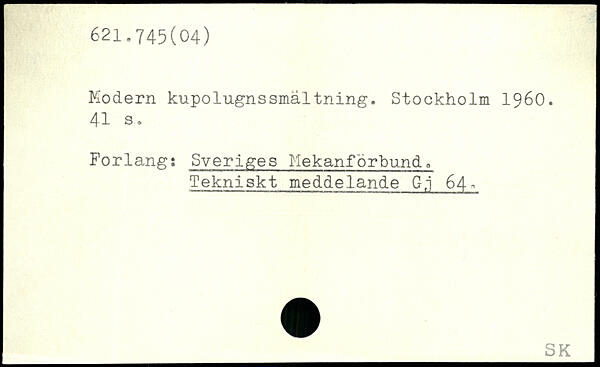 621.745(04)
Modern kupolugnssmältning. Stockholm 1960.
41 s.
Forlang: Sveriges Mekanförbund.
Tekniskt meddelande Gj 64.
SK